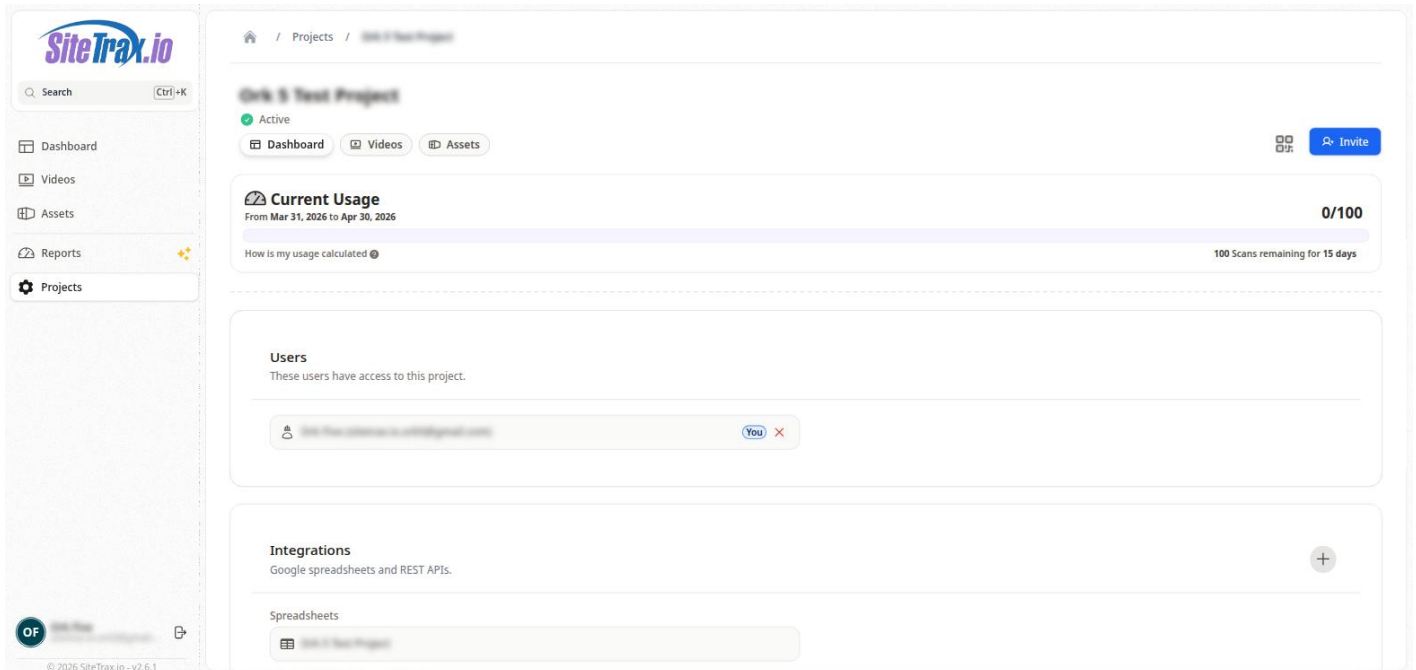 SiteTrax.io
Search Ctrl+K
Dashboard
Videos
Assets
Reports
Projects
OF
© 2026 SiteTrax.io - v2.6.1
/ Projects /
Active
Dashboard Videos Assets
Invite
Current Usage
From Mar 31, 2026 to Apr 30, 2026
0/100
How is my usage calculated
100 Scans remaining for 15 days
Users
These users have access to this project.
You
Integrations
Google spreadsheets and REST APIs.
Spreadsheets